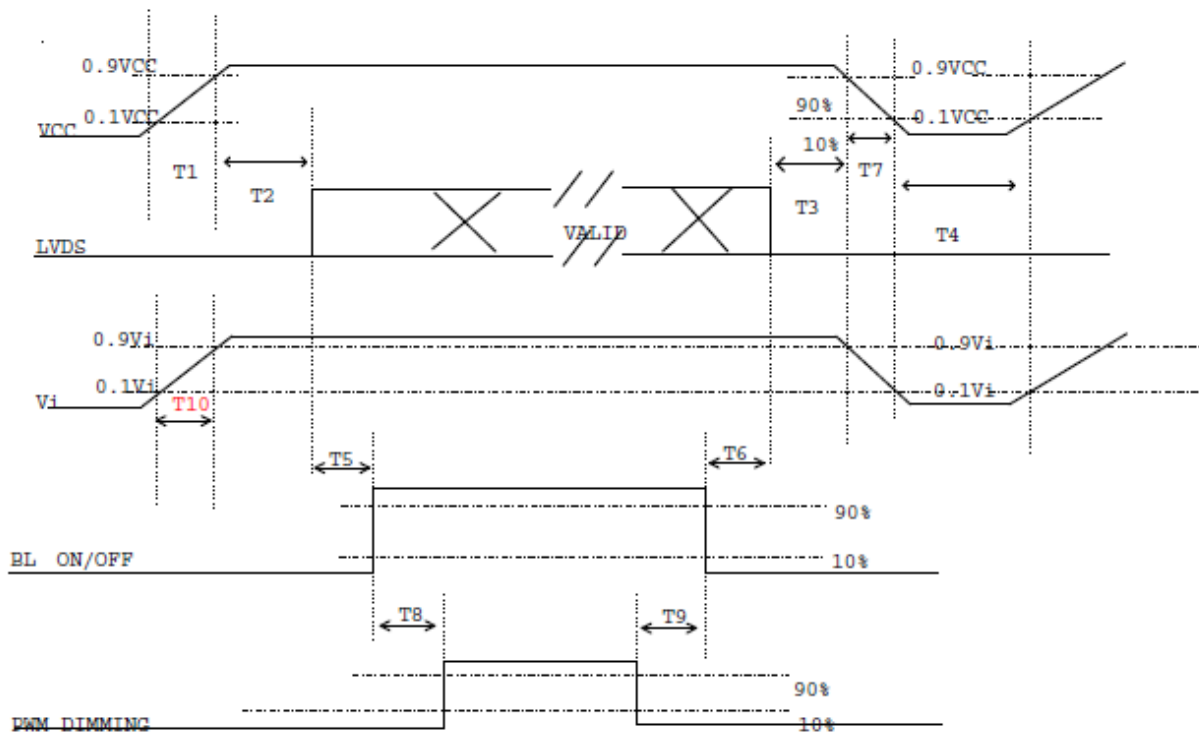 0.9VCC
0.9VCC
90%
0.1VCC
0.1VCC
VCC
10%
T1
T7
T2
T3
VALID
T4
LVDS
0.9Vi
0.9Vi
0.1Vi
0.1Vi
Vi
T10
T5
T6
90%
BL ON/OFF
10%
T8
T9
90%
PWM DIMMING
10%